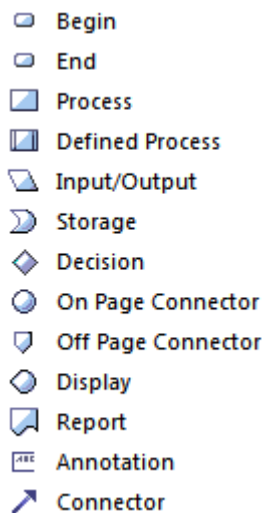 Begin
End
Process
Defined Process
Input/Output
Storage
Decision
On Page Connector
Off Page Connector
Display
Report
ABC Annotation
Connector